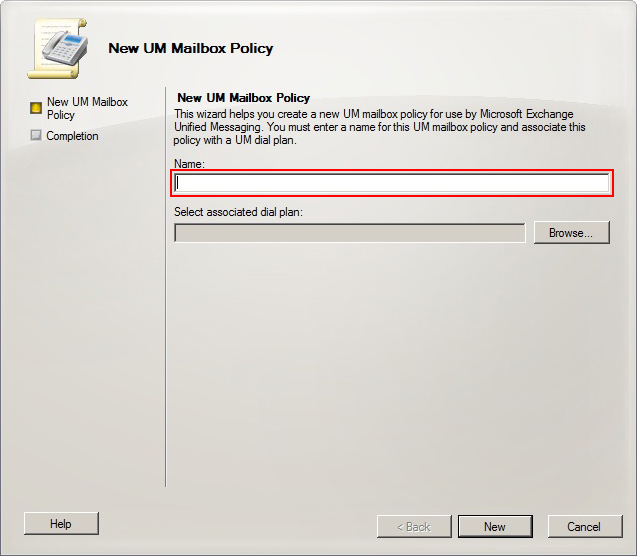 New UM Mailbox Policy
New UM Mailbox
Policy
Completion
New UM Mailbox Policy
This wizard helps you create a new UM mailbox policy for use by Microsoft Exchange
Unified Messaging. You must enter a name for this UM mailbox policy and associate this
policy with a UM dial plan.
Name:
Select associated dial plan:
Browse...
Help
< Back
New
Cancel